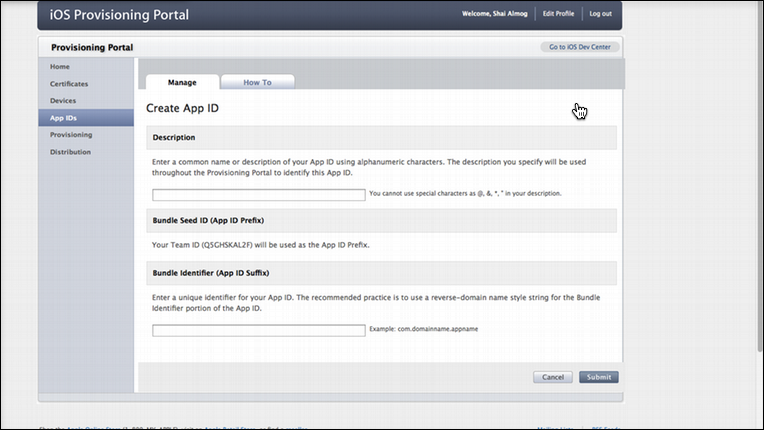 iOS Provisioning Portal
Welcome, Shai Almog Edit Profile Log out
Provisioning Portal
Go to iOS Dev Center
Home
Certificates
Devices
App IDs
Provisioning
Distribution
Manage How To
Create App ID
Description
Enter a common name or description of your App ID using alphanumeric characters. The description you specify will be used
throughout the Provisioning Portal to identify this App ID.
You cannot use special characters as @, &, *, " in your description.
Bundle Seed ID (App ID Prefix)
Your Team ID (Q5GHSKAL2F) will be used as the App ID Prefix.
Bundle Identifier (App ID Suffix)
Enter a unique identifier for your App ID. The recommended practice is to use a reverse-domain name style string for the Bundle
Identifier portion of the App ID.
Example: com.domainname.appname
Cancel Submit